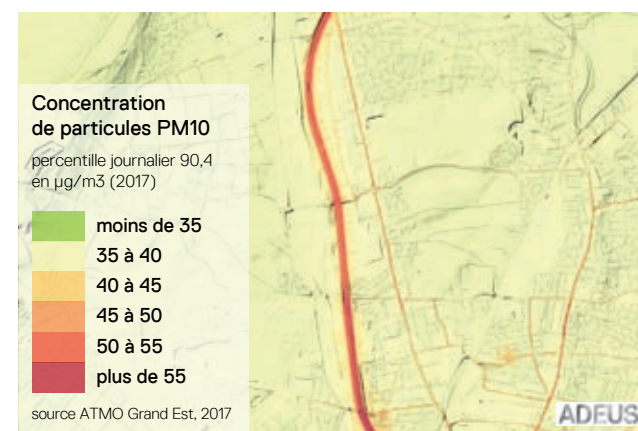 Concentration
de particules PM10
percentille journalier 90,4
en µg/m3 (2017)
moins de 35
35 à 40
40 à 45
45 à 50
50 à 55
plus de 55
source ATMO Grand Est, 2017
ADEUS